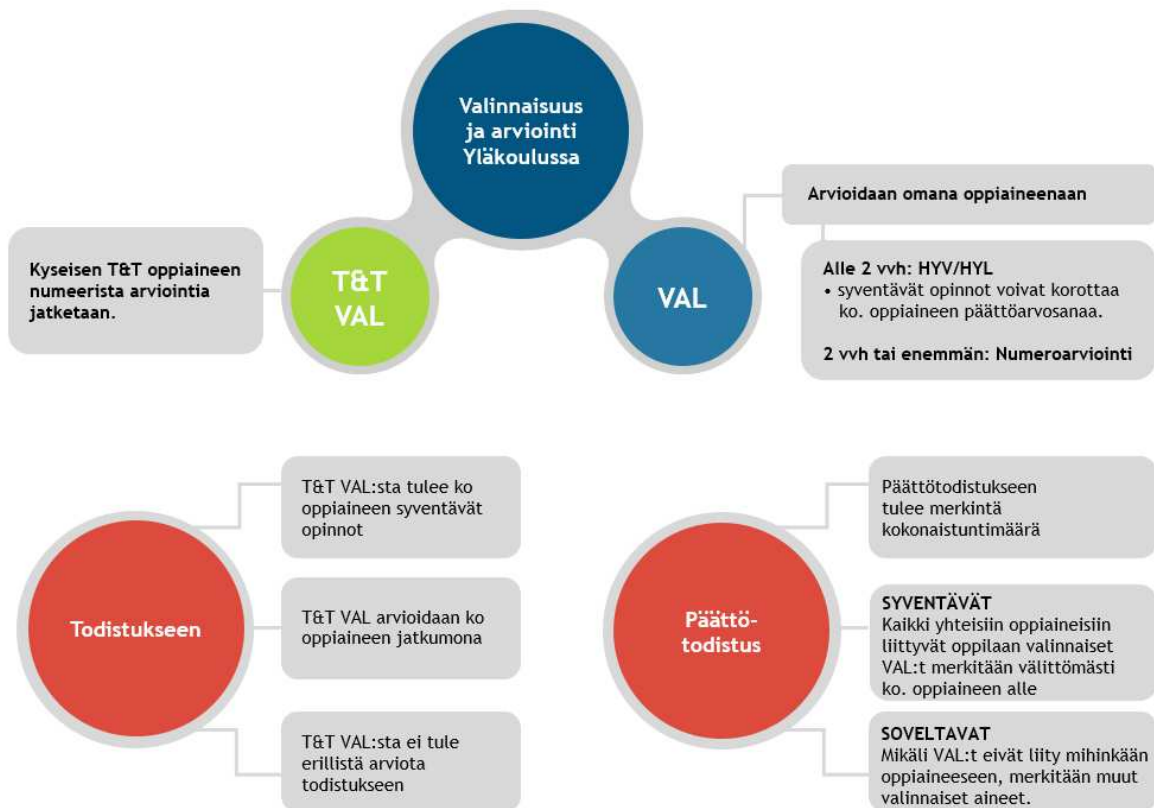 Valinnaisuus
ja arviointi
Yläkoulussa
Kyseisen T&T oppiaineen
numeerista arviointia
jatketaan.
T&T
VAL
VAL
Arvioidaan omana oppiaineenaan
Alle 2 vvh: HYV/HYL
• syventävät opinnot voivat korottaa
ko. oppiaineen päättöarvosanaa.
2 vvh tai enemmän: Numeroarviointi
Todistukseen
T&T VAL:sta tulee ko
oppiaineen syventävät
opinnot
T&T VAL arvioidaan ko
oppiaineen jatkumona
T&T VAL:sta ei tule
erillistä arviota
todistukseen
Päättö-
todistus
Päättötodistukseen
tulee merkintä
kokonaistuntimäärä
SYVENTÄVÄT
Kaikki yhteisiin oppiaineisiin
liittyvät oppilaan valinnaiset
VAL:t merkitään välittömästi
ko. oppiaineen alle
SOVELTAVAT
Mikäli VAL:t eivät liity mihinkään
oppiaineeseen, merkitään muut
valinnaiset aineet.